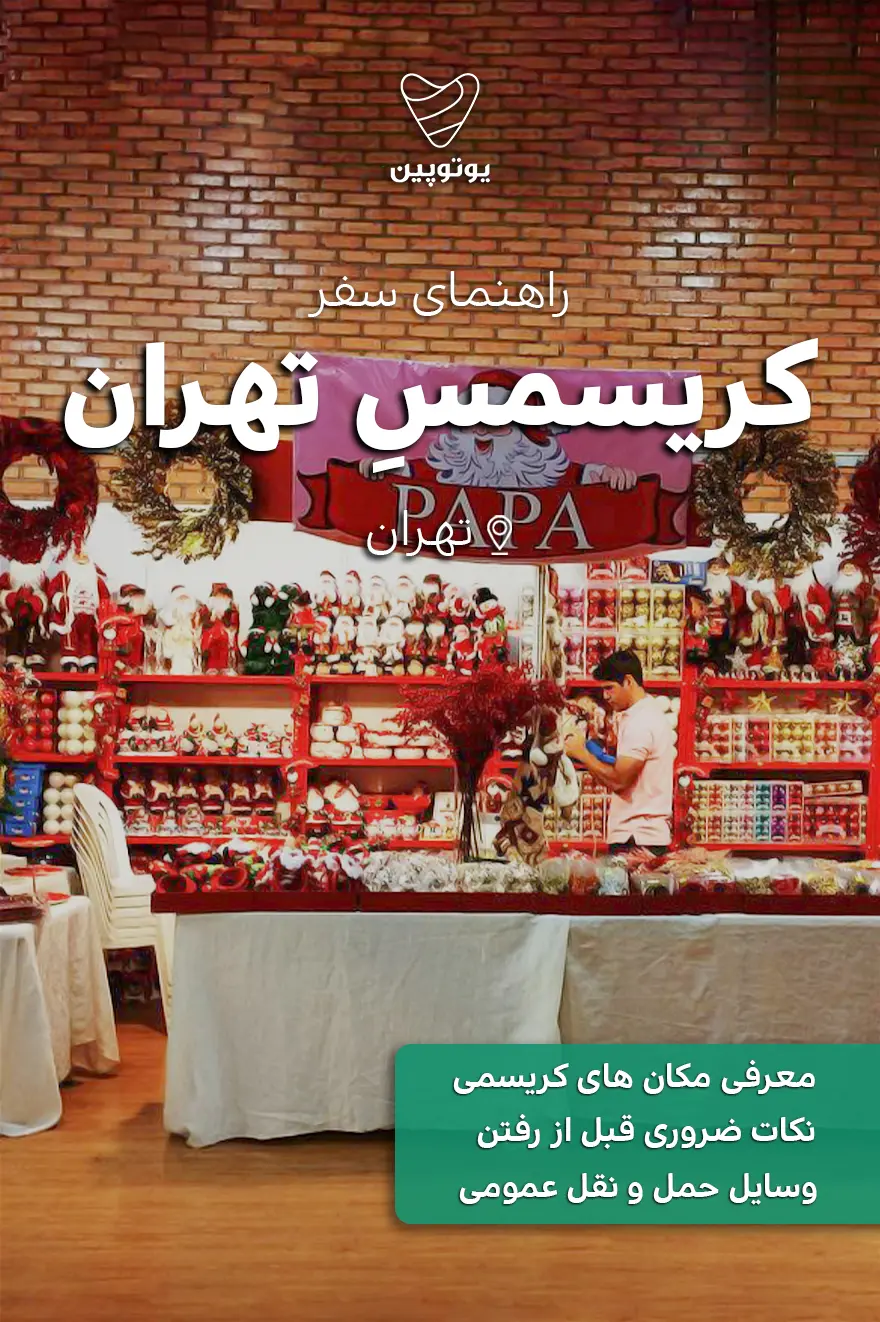 یوتوپین
راهنمای سفر
کریسمسِ تهران
PAPA
تهران
معرفی مکان های کریسمی
نکات ضروری قبل از رفتن
وسایل حمل و نقل عمومی